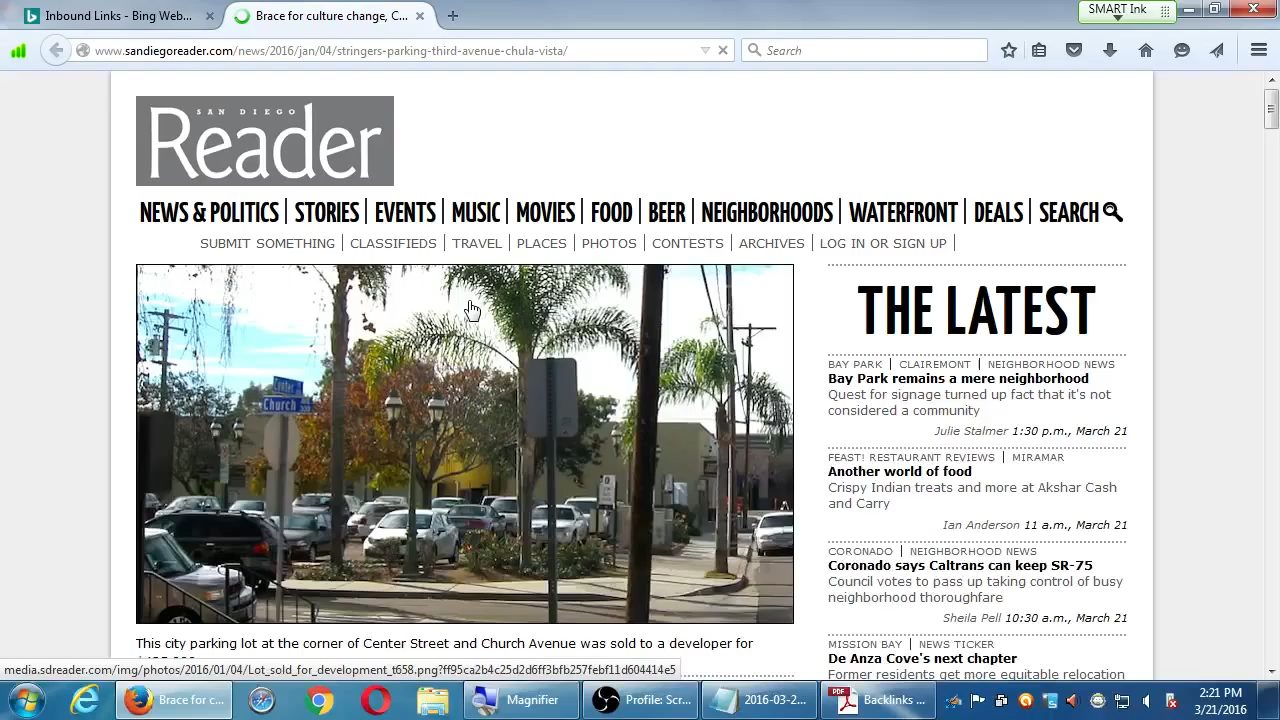 Inbound Links - Bing Web...
Brace for culture change, C...
SMART Ink
www.sandiegoreader.com/news/2016/jan/04/stringers-parking-third-avenue-chula-vista/
Search
SAN DIEGO
Reader
NEWS & POLITICS STORIES EVENTS MUSIC MOVIES FOOD BEER NEIGHBORHOODS WATERFRONT DEALS SEARCH
SUBMIT SOMETHING CLASSIFIEDS TRAVEL PLACES PHOTOS CONTESTS ARCHIVES LOG IN OR SIGN UP
Center
Church
THE LATEST
BAY PARK CLAIREMONT NEIGHBORHOOD NEWS
Bay Park remains a mere neighborhood
Quest for signage turned up fact that it's not
considered a community
Julie Stalmer 1:30 p.m., March 21
FEAST! RESTAURANT REVIEWS MIRAMAR
Another world of food
Crispy Indian treats and more at Akshar Cash
and Carry
Ian Anderson 11 a.m., March 21
CORONADO NEIGHBORHOOD NEWS
Coronado says Caltrans can keep SR-75
Council votes to pass up taking control of busy
neighborhood thoroughfare
Sheila Pell 10:30 a.m., March 21
MISSION BAY NEWS TICKER
De Anza Cove's next chapter
Former residents get more equitable relocation
This city parking lot at the corner of Center Street and Church Avenue was sold to a developer for
media.sdreader.com/img/photos/2016/01/04/Lot_sold_for_development_t658.png?ff95ca2b4c25d2d6ff3bfb257febf11d604414e5
Brace for c...
Magnifier
Profile: Scr...
2016-03-2...
PDF
Backlinks ...
2:21 PM
3/21/2016